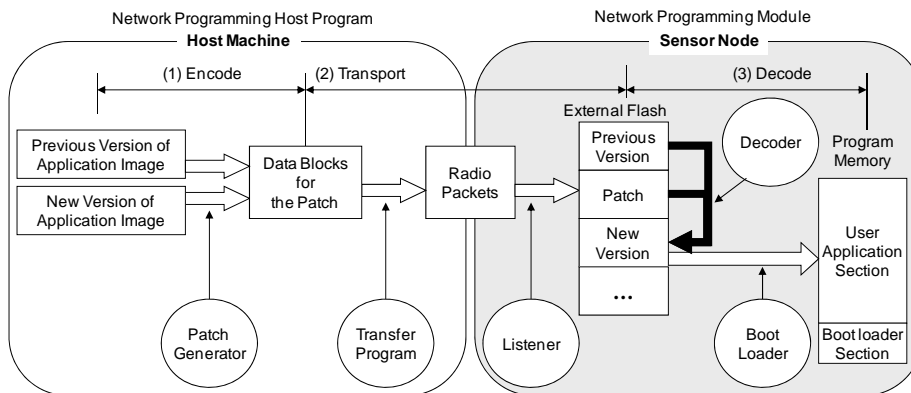 Network Programming Host Program
Host Machine
Network Programming Module
Sensor Node
(1) Encode
(2) Transport
(3) Decode
Previous Version of
Application Image
New Version of
Application Image
Data Blocks
for
the Patch
Radio
Packets
External Flash
Previous
Version
Patch
New
Version
...
Decoder
Program
Memory
User
Application
Section
Boot loader
Section
Patch
Generator
Transfer
Program
Listener
Boot
Loader